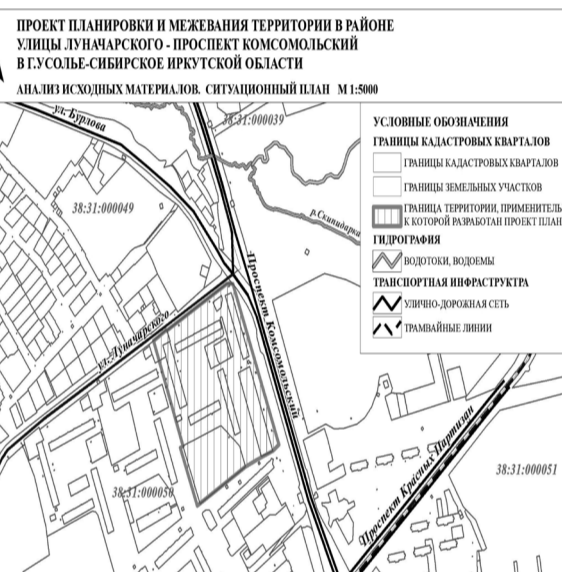 ПРОЕКТ ПЛАНИРОВКИ И МЕЖЕВАНИЯ ТЕРРИТОРИИ В РАЙОНЕ
УЛИЦЫ ЛУНАЧАРСКОГО - ПРОСПЕКТ КОМСОМОЛЬСКИЙ
В Г.УСОЛЬЕ-СИБИРСКОЕ ИРКУТСКОЙ ОБЛАСТИ
АНАЛИЗ ИСХОДНЫХ МАТЕРИАЛОВ. СИТУАЦИОННЫЙ ПЛАН М 1:5000
ул. Бурлова
38:31:000039
38:31:000049
р.Скипидарка
Проспект Комсомольский
ул. Луначарского
38:31:000050
Проспект Красных Партизан
38:31:000051
УСЛОВНЫЕ ОБОЗНАЧЕНИЯ
ГРАНИЦЫ КАДАСТРОВЫХ КВАРТАЛОВ
ГРАНИЦЫ КАДАСТРОВЫХ КВАРТАЛОВ
ГРАНИЦЫ ЗЕМЕЛЬНЫХ УЧАСТКОВ
ГРАНИЦА ТЕРРИТОРИИ, ПРИМЕНИТЕЛЬ
К КОТОРОЙ РАЗРАБОТАН ПРОЕКТ ПЛАН
ГИДРОГРАФИЯ
ВОДОТОКИ, ВОДОЕМЫ
ТРАНСПОРТНАЯ ИНФРАСТРУКТРА
УЛИЧНО-ДОРОЖНАЯ СЕТЬ
ТРАМВАЙНЫЕ ЛИНИИ